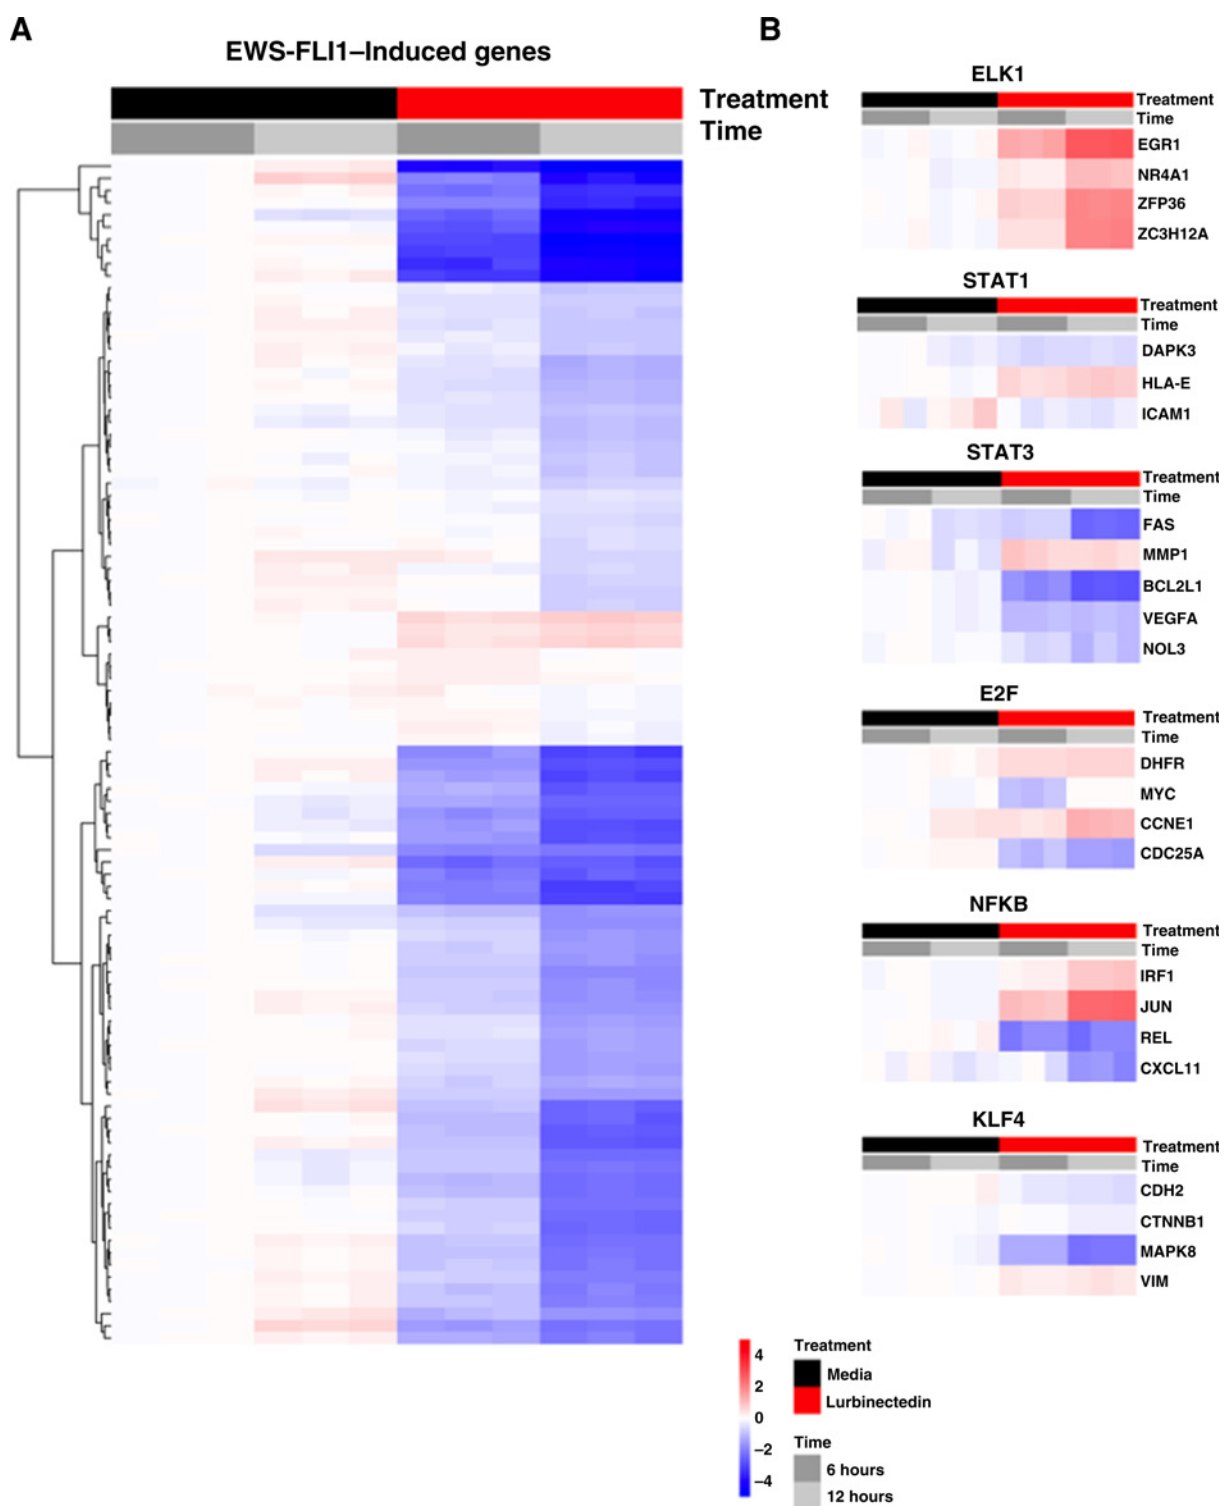 A
B
EWS-FLI1–Induced genes
Treatment
Time
ELK1
Treatment
Time
EGR1
NR4A1
ZFP36
ZC3H12A
STAT1
Treatment
Time
DAPK3
HLA-E
ICAM1
STAT3
Treatment
Time
FAS
MMP1
BCL2L1
VEGFA
NOL3
E2F
Treatment
Time
DHFR
MYC
CCNE1
CDC25A
NFKB
Treatment
Time
IRF1
JUN
REL
CXCL11
KLF4
Treatment
Time
CDH2
CTNNB1
MAPK8
VIM
4
2
0
–2
–4
Treatment
Media
Lurbinectedin
Time
6 hours
12 hours